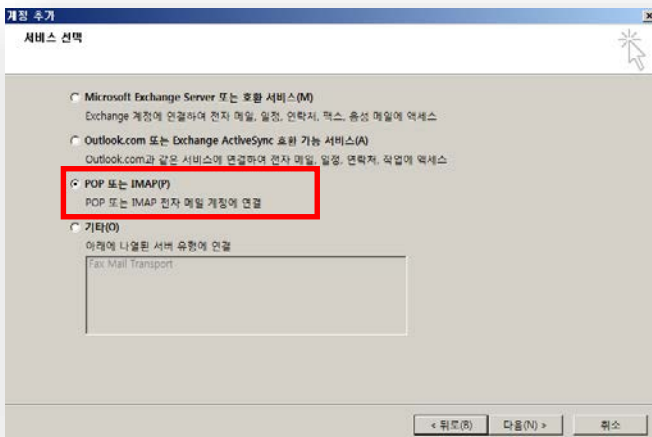 계정 추가
서비스 선택
Microsoft Exchange Server 또는 호환 서비스(M)
Exchange 계정에 연결하여 전자 메일, 일정, 연락처, 팩스, 음성 메일에 액세스
Outlook.com 또는 Exchange ActiveSync 호환 가능 서비스(A)
Outlook.com과 같은 서비스에 연결하여 전자 메일, 일정, 연락처, 작업에 액세스
POP 또는 IMAP(P)
POP 또는 IMAP 전자 메일 계정에 연결
기타(O)
아래에 나열된 서버 유형에 연결
Fax Mail Transport
< 뒤로(B) 다음(N) > 취소